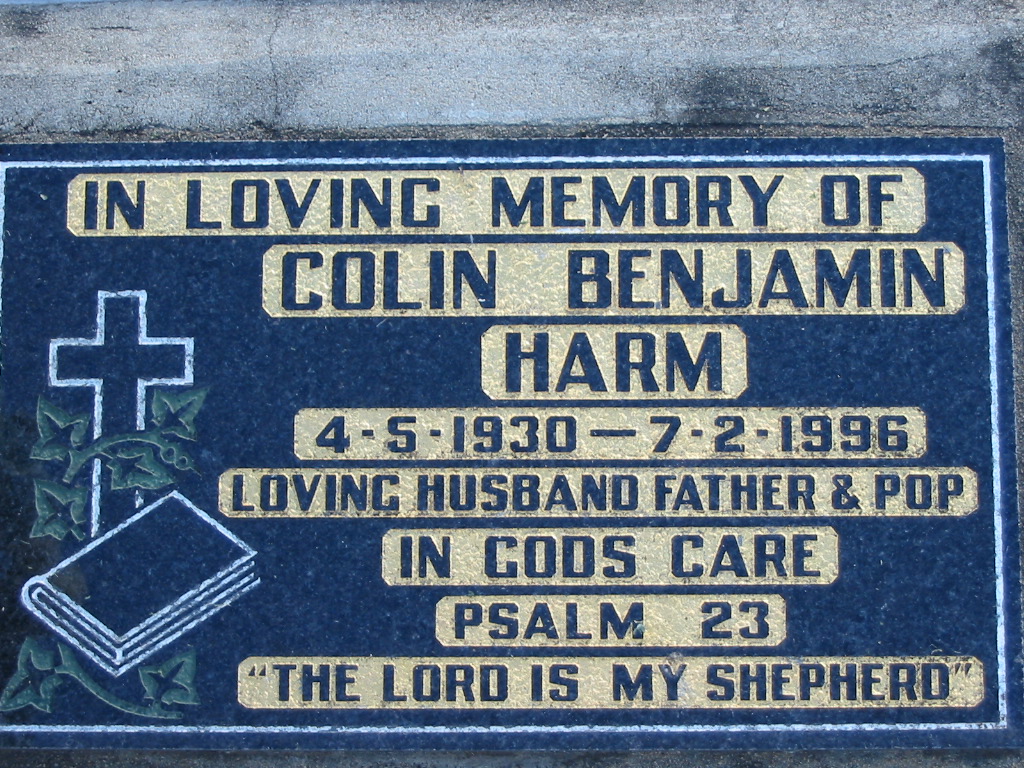 IN LOVING MEMORY OF
COLIN BENJAMIN
HARM
4-5-1930—7-2-1996
LOVING HUSBAND FATHER & POP
IN GODS CARE
PSALM 23
"THE LORD IS MY SHEPHERD"